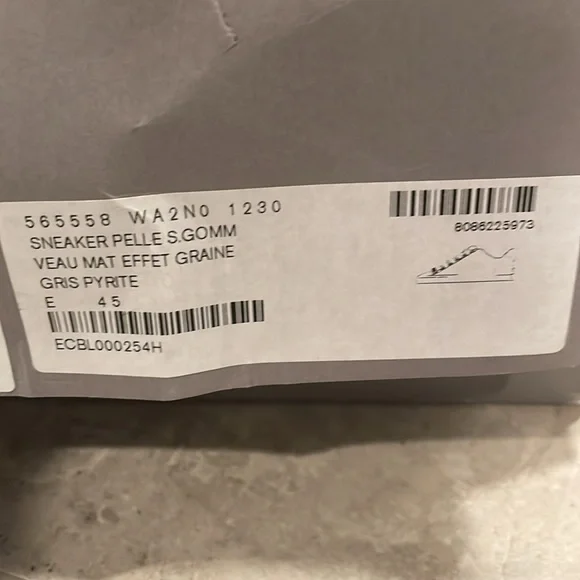 565558 WA2N0 1230
SNEAKER PELLE S.GOMM
VEAU MAT EFFET GRAINE
GRIS PYRITE
E 45
ECBL000254H
8086225973